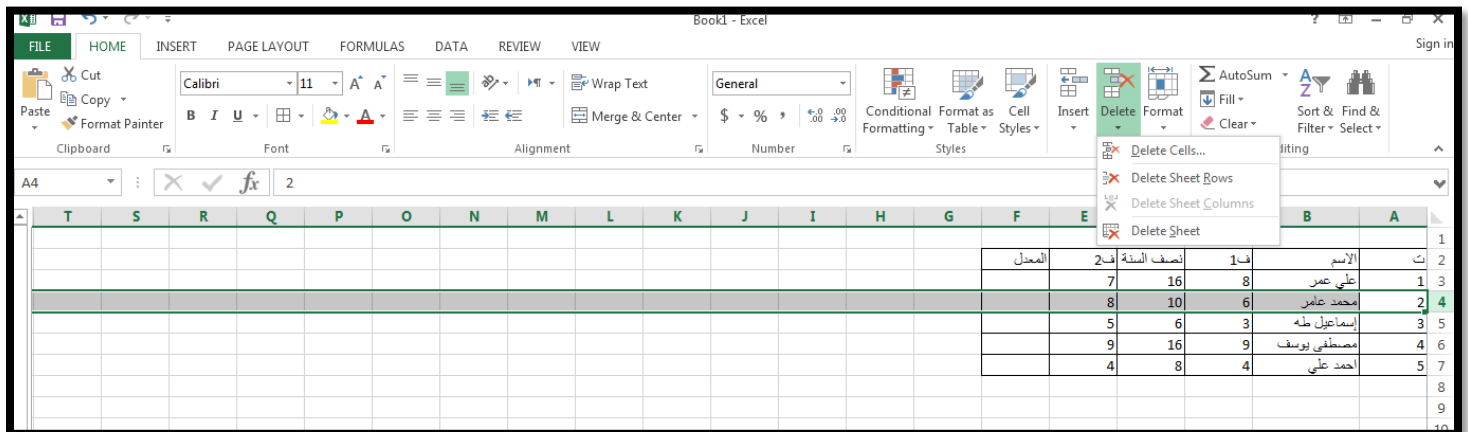 Book1 - Excel
FILE HOME INSERT PAGE LAYOUT FORMULAS DATA REVIEW VIEW Sign in
Paste
Cut
Copy
Format Painter
Clipboard
Calibri 11
B I U
Font
Wrap Text
Merge & Center
Alignment
General
$ % ,
Number
Conditional Formatting
Format as Table
Cell Styles
Styles
Insert Delete Format
AutoSum
Fill
Clear
Sort & Filter
Find & Select
diting
Delete Cells...
Delete Sheet Rows
Delete Sheet Columns
Delete Sheet
A4 fx 2
T S R Q P O N M L K J I H G F E B A
1
2 ت الاسم ف1 نصف السنة ف2 المعدل
3 1 علي عمر 8 16 7
4 2 محمد عامر 6 10 8
5 3 إسماعيل طه 3 6 5
6 4 مصطفى يوسف 9 16 9
7 5 احمد علي 4 8 4
8
9
10